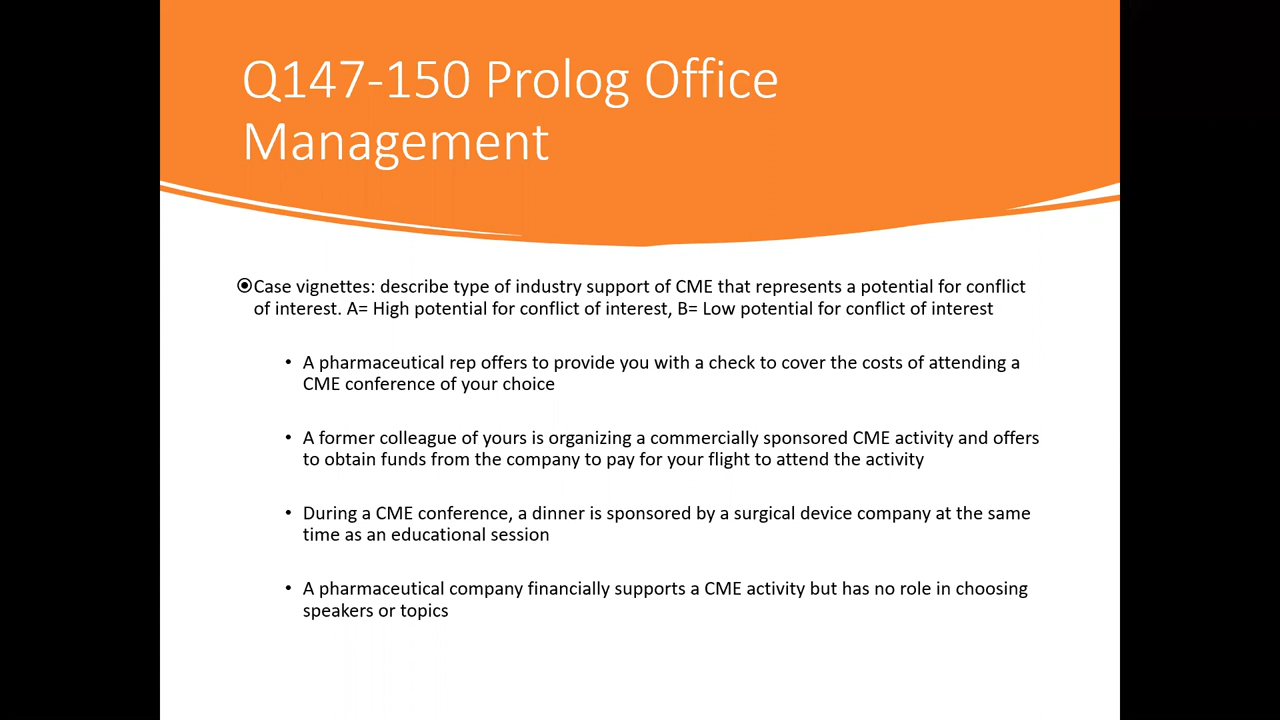 Q147-150 Prolog Office
Management
Case vignettes: describe type of industry support of CME that represents a potential for conflict
of interest. A= High potential for conflict of interest, B= Low potential for conflict of interest
• A pharmaceutical rep offers to provide you with a check to cover the costs of attending a
CME conference of your choice
• A former colleague of yours is organizing a commercially sponsored CME activity and offers
to obtain funds from the company to pay for your flight to attend the activity
• During a CME conference, a dinner is sponsored by a surgical device company at the same
time as an educational session
• A pharmaceutical company financially supports a CME activity but has no role in choosing
speakers or topics